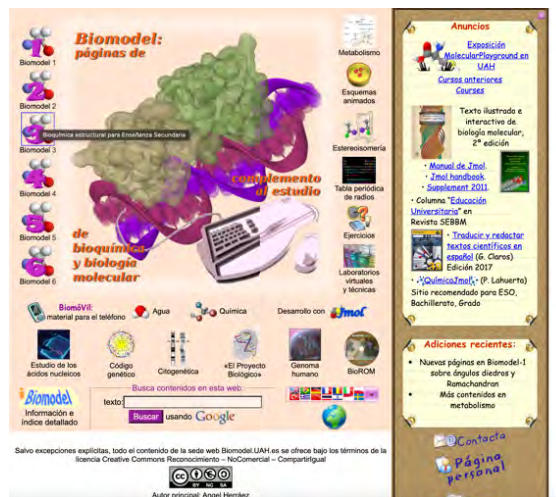 Biomodel 1
Biomodel 2
Bioquímica estructural para Enseñanza Secundaria
Biomodel 3
Biomodel 4
Biomodel 5
Biomodel 6
Biomodel:
páginas de
complemento
al estudio
de
bioquímica
y biología
molecular
Metabolismo
Esquemas
animados
Estereoisomería
Tabla periódica
de radios
Ejercicios
Laboratorios
virtuales
y técnicas
BiomóVil:
material para el teléfono
Agua
Química
Desarrollo con Jmol
Estudio de los
ácidos nucleicos
Código
genético
Citogenética
«El Proyecto
Biológico»
Genoma
humano
BioROM
Biomodel
Información e
índice detallado
Busca contenidos en esta web:
texto:
Buscar usando Google
Salvo excepciones explícitas, todo el contenido de la sede web Biomodel.UAH.es se ofrece bajo los términos de la
licencia Creative Commons Reconocimiento – NoComercial – CompartirIgual
CC
BY NC SA
Autor principal: Angel Herráez
Anuncios
Exposición
MolecularPlayground en
UAH
Cursos anteriores
Courses
Texto ilustrado e
interactivo de
biología molecular,
2ª edición
• Manual de Jmol.
• Jmol handbook.
• Supplement 2011.
• Columna "Educación
Universitaria" en
Revista SEBBM
• Traducir y redactar
textos científicos en
español (G. Claros)
Edición 2017
• QuímicaJmol (P. Lahuerta)
Sitio recomendado para ESO,
Bachillerato, Grado
Adiciones recientes:
• Nuevas páginas en Biomodel-1
sobre ángulos diedros y
Ramachandran
• Más contenidos en
metabolismo
Contacta
Página
personal